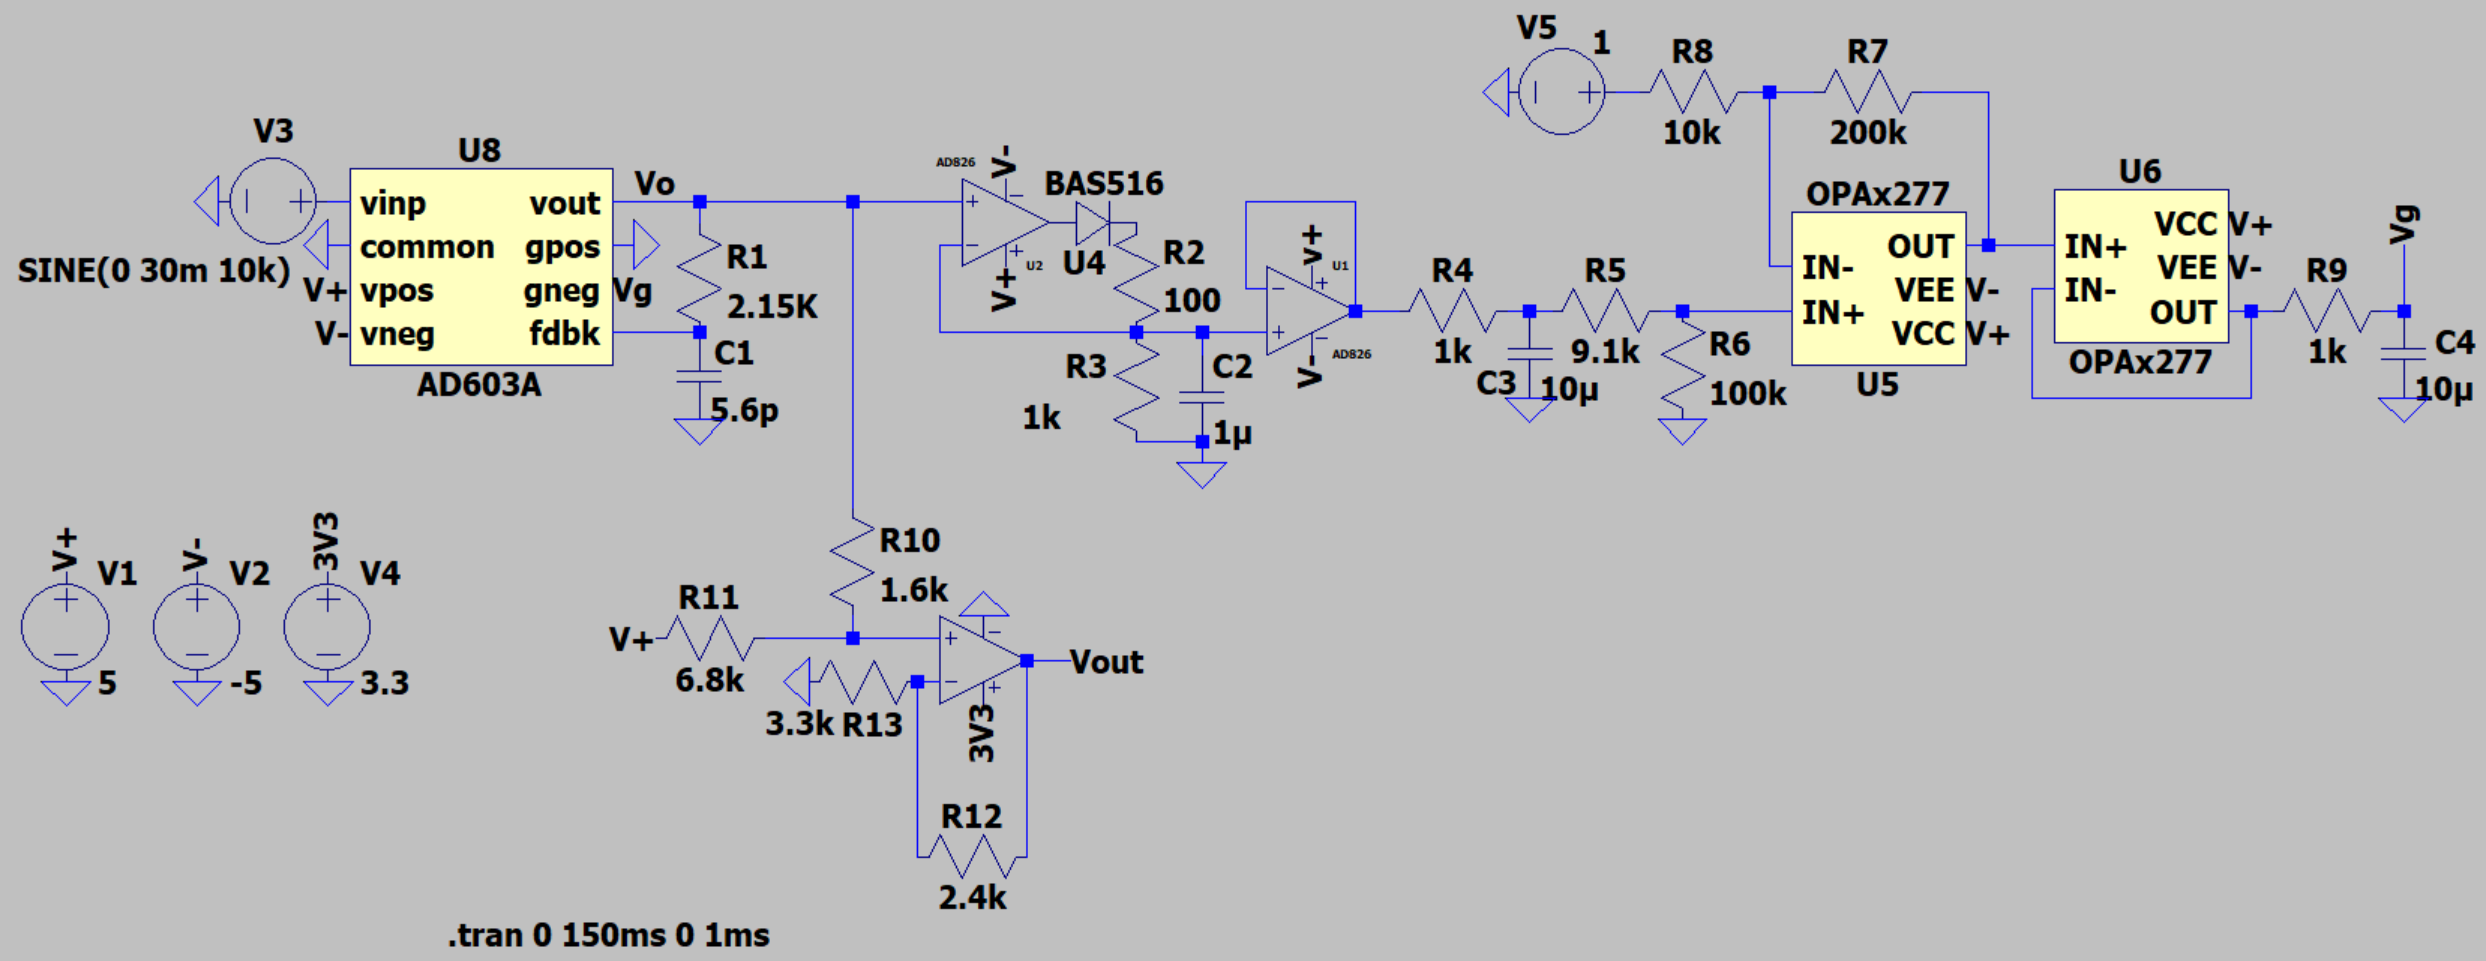 V5
1
R8
R7
10k
200k
V3
U8
vinp
vout
common
gpos
vpos
gneg
vneg
fdbk
AD603A
SINE(0 30m 10k)
V+
V-
Vo
Vg
R1
2.15K
C1
5.6p
AD826
V-
+
−
−
+
V+
U2
BAS516
U4
R2
100
R3
1k
C2
1µ
V+
U1
+
−
+
−
V-
AD826
R4
1k
C3
10µ
R5
9.1k
R6
100k
OPAx277
OUT
IN-
VEE
V-
IN+
VCC
V+
U5
U6
VCC
V+
IN+
VEE
V-
IN-
OUT
OPAx277
R9
1k
Vg
C4
10µ
V+
V1
5
V-
V2
-5
3V3
V4
3.3
R10
1.6k
R11
V+
6.8k
3.3k
R13
+
−
−
+
3V3
Vout
R12
2.4k
.tran 0 150ms 0 1ms